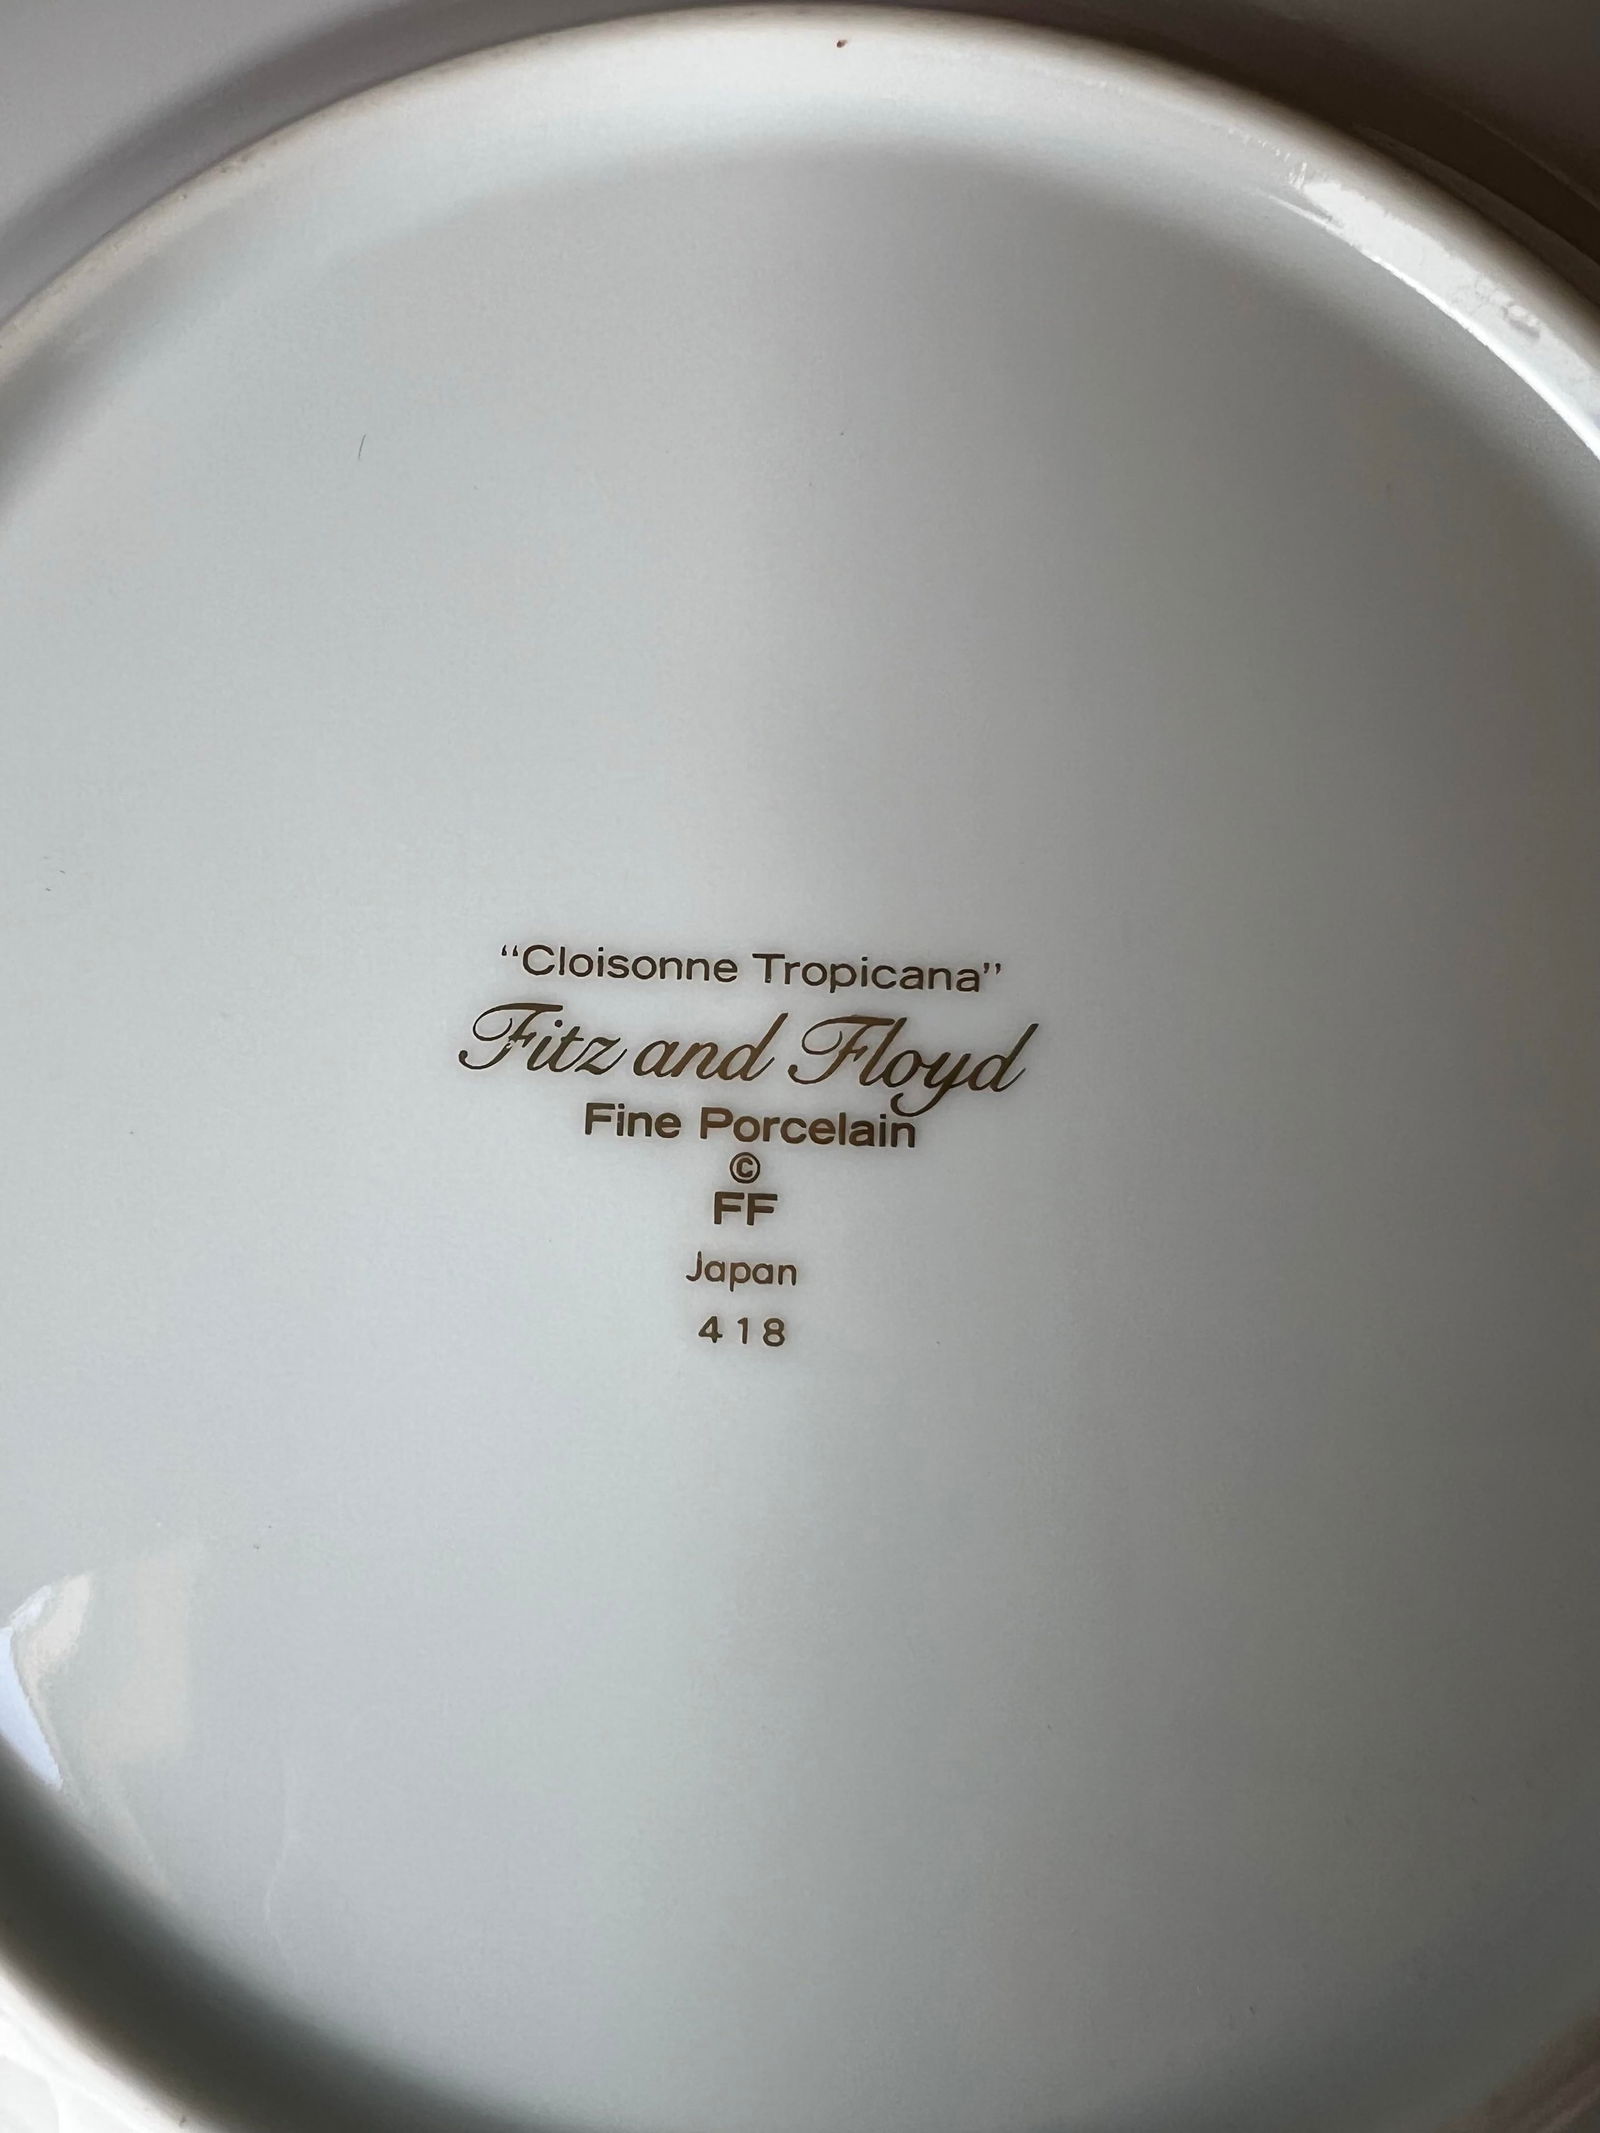 “Cloisonne Tropicana”
Fitz and Floyd
Fine Porcelain
©
FF
Japan
418